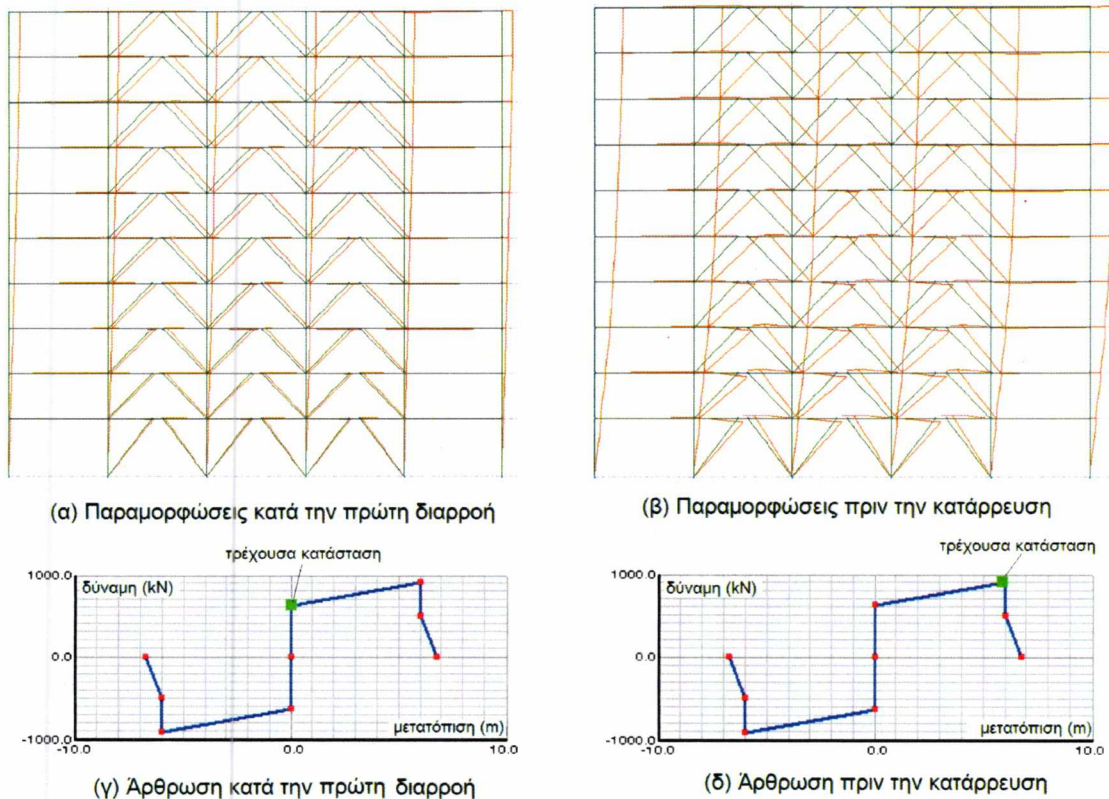 (α) Παραμορφώσεις κατά την πρώτη διαρροή
(β) Παραμορφώσεις πριν την κατάρρευση
τρέχουσα κατάσταση
1000.0
δύναμη (kN)
0.0
μετατόπιση (m)
-1000.0
-10.0
0.0
10.0
(γ) Άρθρωση κατά την πρώτη διαρροή
τρέχουσα κατάσταση
1000.0
δύναμη (kN)
0.0
μετατόπιση (m)
-1000.0
-10.0
0.0
10.0
(δ) Άρθρωση πριν την κατάρρευση